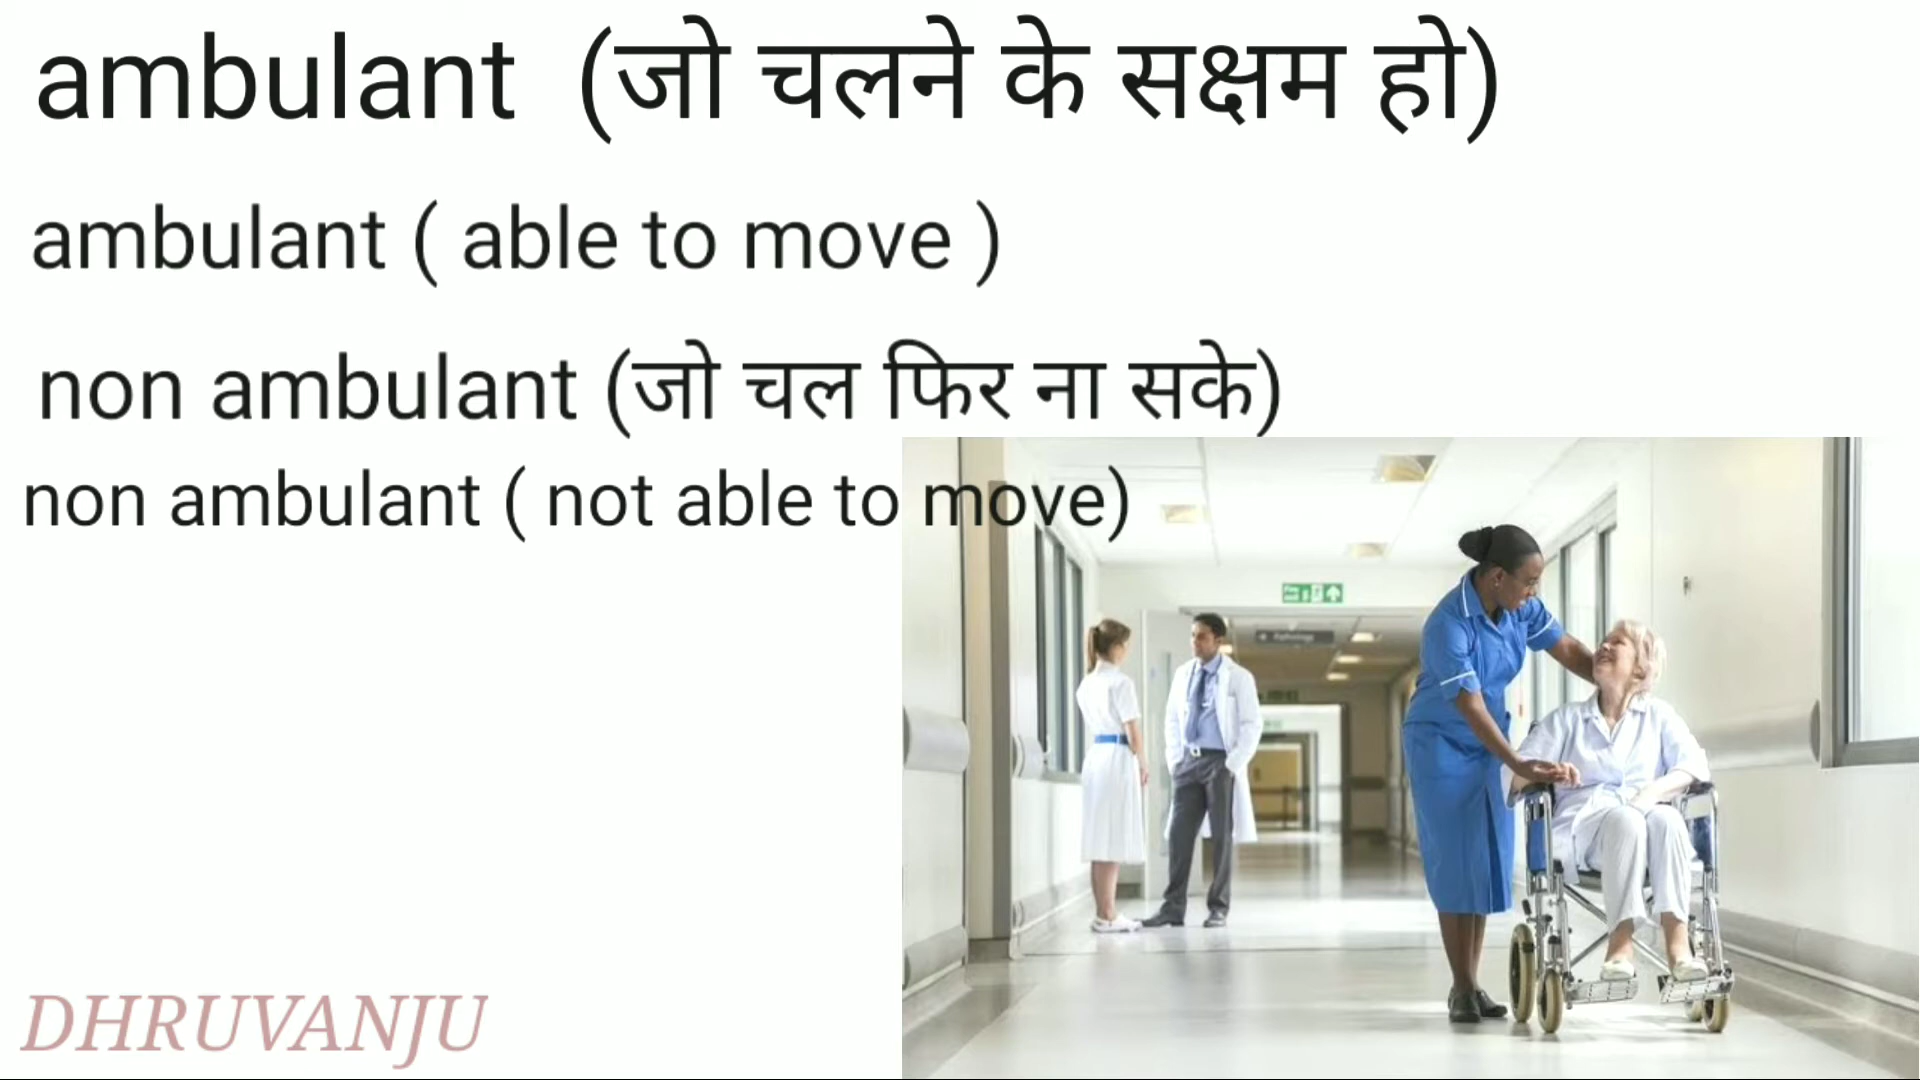 ambulant (जो चलने के सक्षम हो)
ambulant ( able to move )
non ambulant (जो चल फिर ना सके)
non ambulant ( not able to move)
Pathology
DHRUVANJU